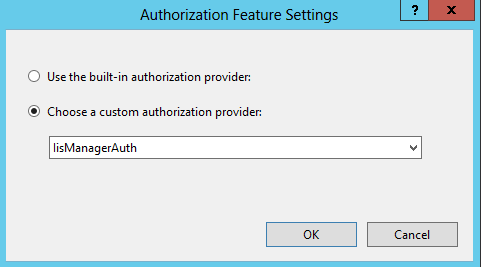 Authorization Feature Settings
?
x
Use the built-in authorization provider:
Choose a custom authorization provider:
IisManagerAuth
OK
Cancel